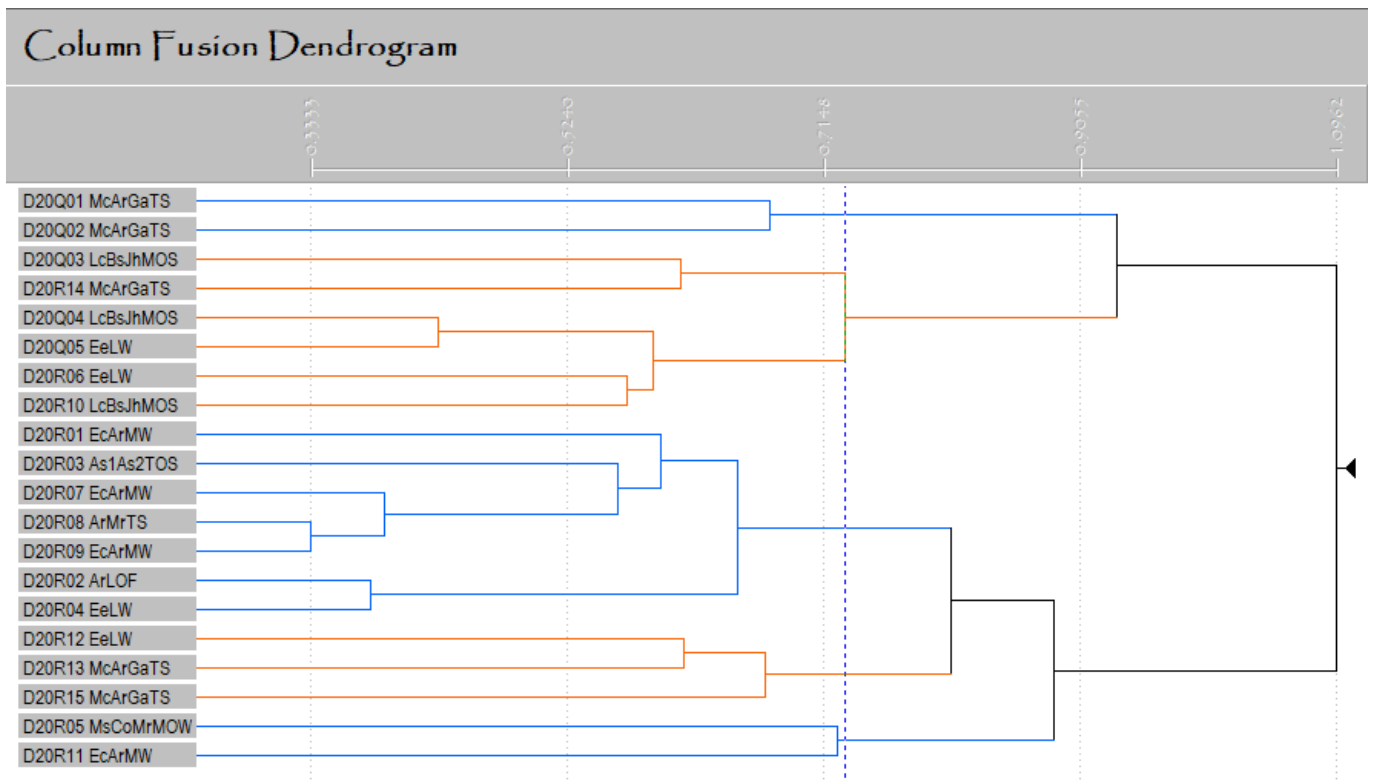 Column Fusion Dendrogram
0.3333
0.5240
0.7148
0.9055
1.0962
D20Q01 McArGaTS
D20Q02 McArGaTS
D20Q03 LcBsJhMOS
D20R14 McArGaTS
D20Q04 LcBsJhMOS
D20Q05 EeLW
D20R06 EeLW
D20R10 LcBsJhMOS
D20R01 EcArMW
D20R03 As1As2TOS
D20R07 EcArMW
D20R08 ArMrTS
D20R09 EcArMW
D20R02 ArLOF
D20R04 EeLW
D20R12 EeLW
D20R13 McArGaTS
D20R15 McArGaTS
D20R05 MsCoMrMOW
D20R11 EcArMW